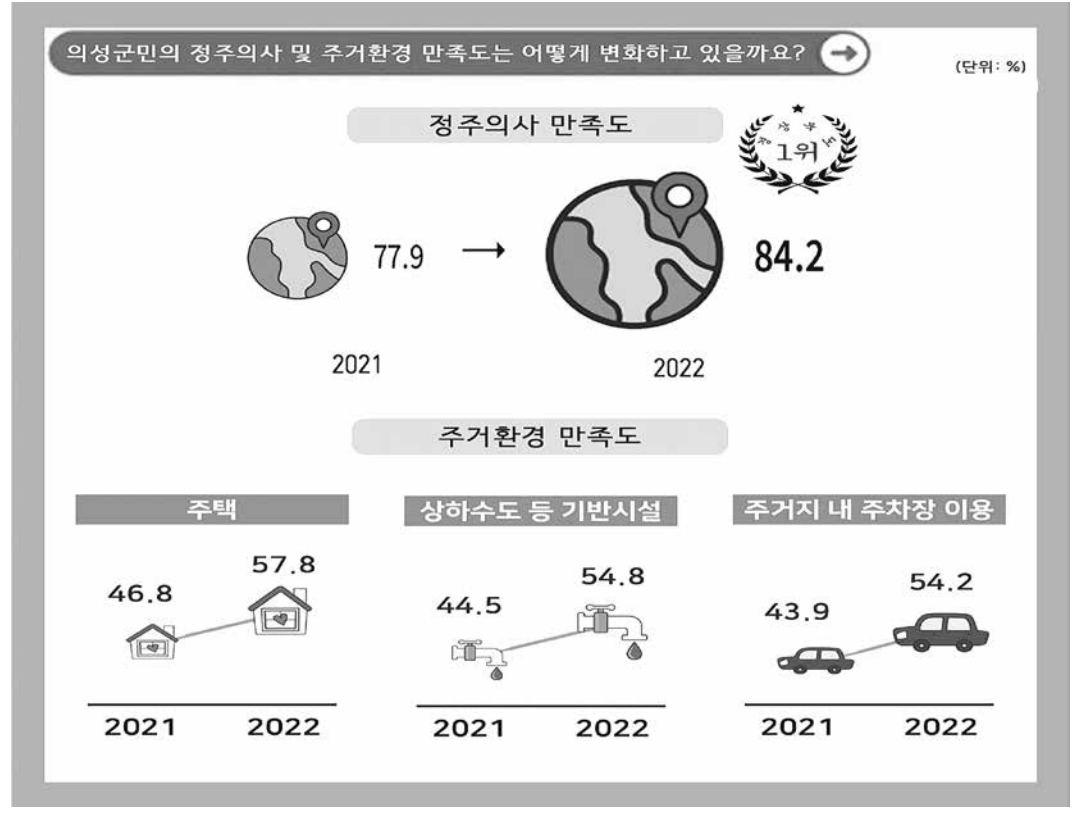 의성군민의 정주의사 및 주거환경 만족도는 어떻게 변화하고 있을까요?
(단위: %)
정주의사 만족도
경상북도
1위
77.9
84.2
2021
2022
주거환경 만족도
주택
상하수도 등 기반시설
주거지 내 주차장 이용
46.8
57.8
44.5
54.8
43.9
54.2
2021
2022
2021
2022
2021
2022